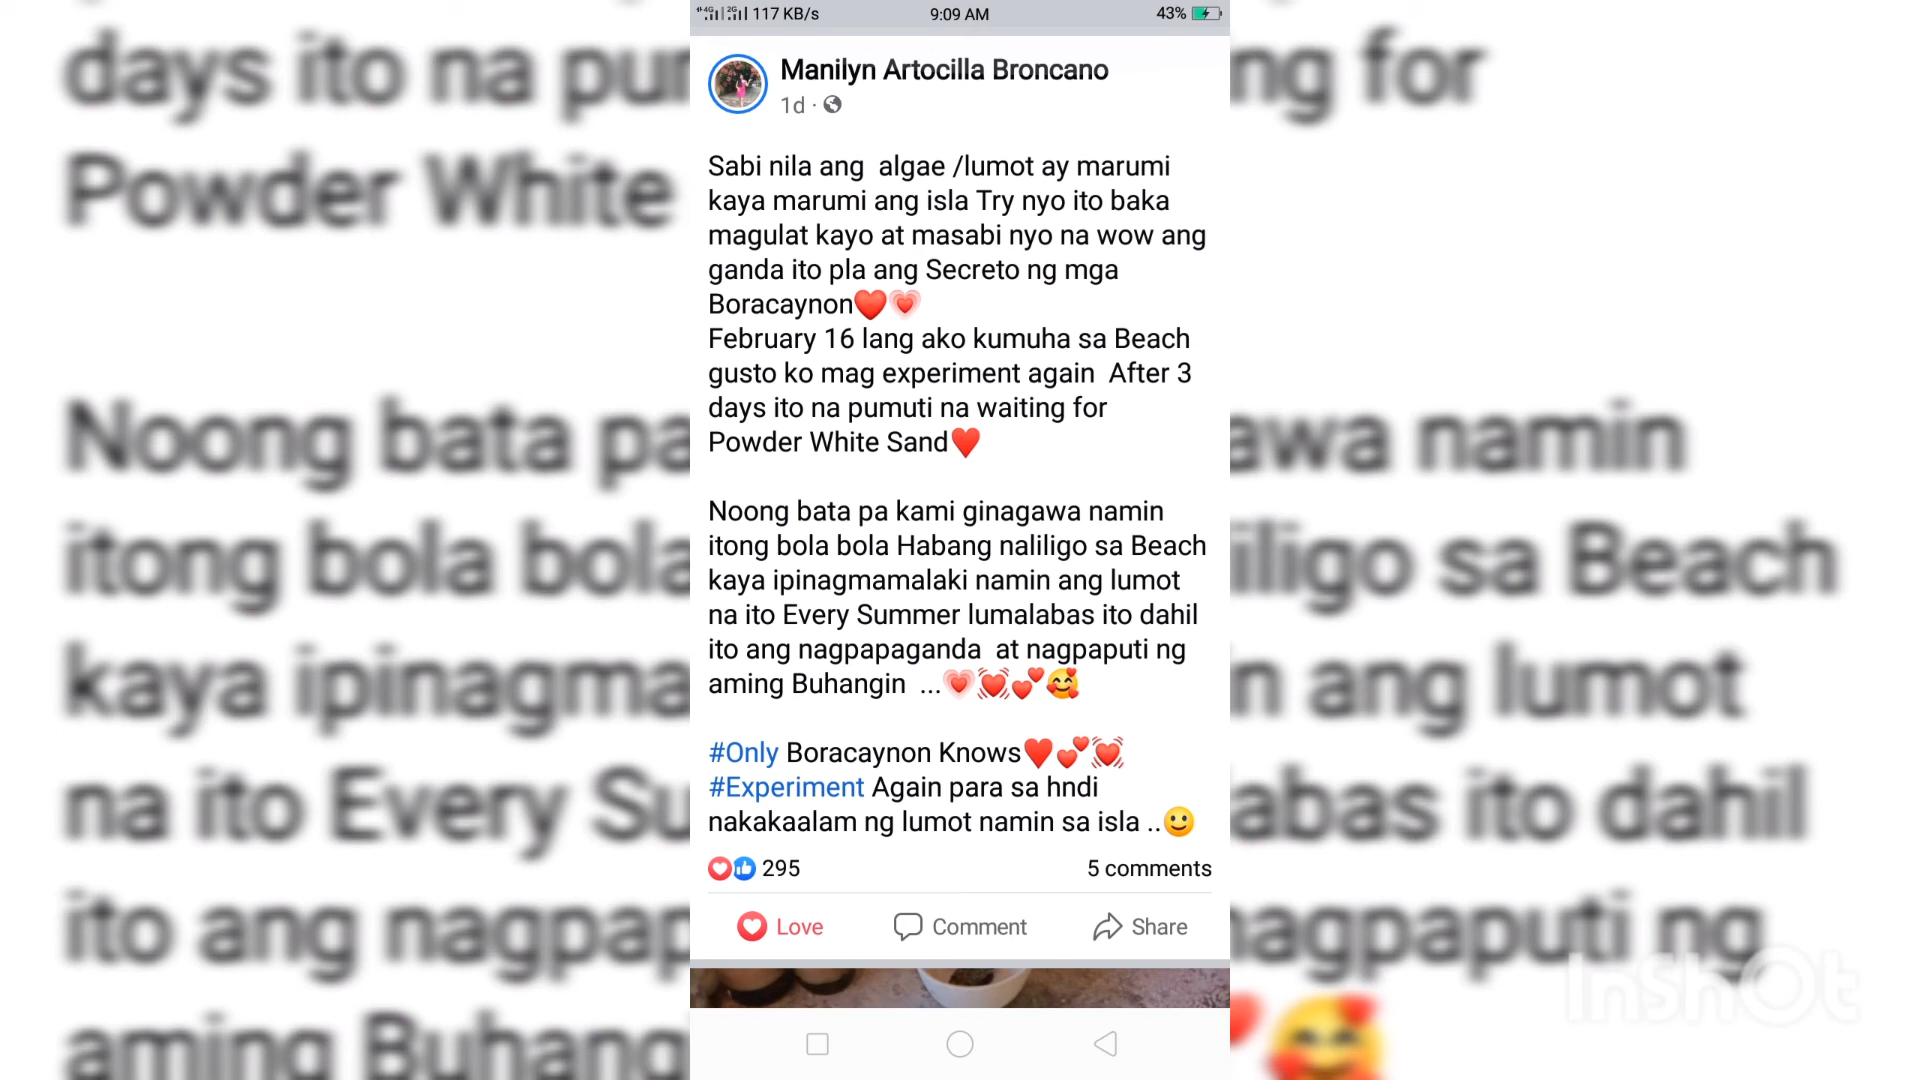 4G 2G 117 KB/s 9:09 AM 43%
Manilyn Artocilla Broncano
1d ·
Sabi nila ang algae /lumot ay marumi
kaya marumi ang isla Try nyo ito baka
magulat kayo at masabi nyo na wow ang
ganda ito pla ang Secreto ng mga
Boracaynon❤️💗
February 16 lang ako kumuha sa Beach
gusto ko mag experiment again After 3
days ito na pumuti na waiting for
Powder White Sand❤️
Noong bata pa kami ginagawa namin
itong bola bola Habang naliligo sa Beach
kaya ipinagmamalaki namin ang lumot
na ito Every Summer lumalabas ito dahil
ito ang nagpapaganda at nagpaputi ng
aming Buhangin ...💗💓💕🥰
#Only Boracaynon Knows❤️💕💓
#Experiment Again para sa hndi
nakakaalam ng lumot namin sa isla ..🙂
295 5 comments
Love Comment Share
days ito na pu
ng for
Powder White
Noong bata pa
awa namin
itong bola bola
iligo sa Beach
kaya ipinagma
n ang lumot
na ito Every Su
abas ito dahil
ito ang nagpap
nagpaputi ng
aming Buhang
InShOt